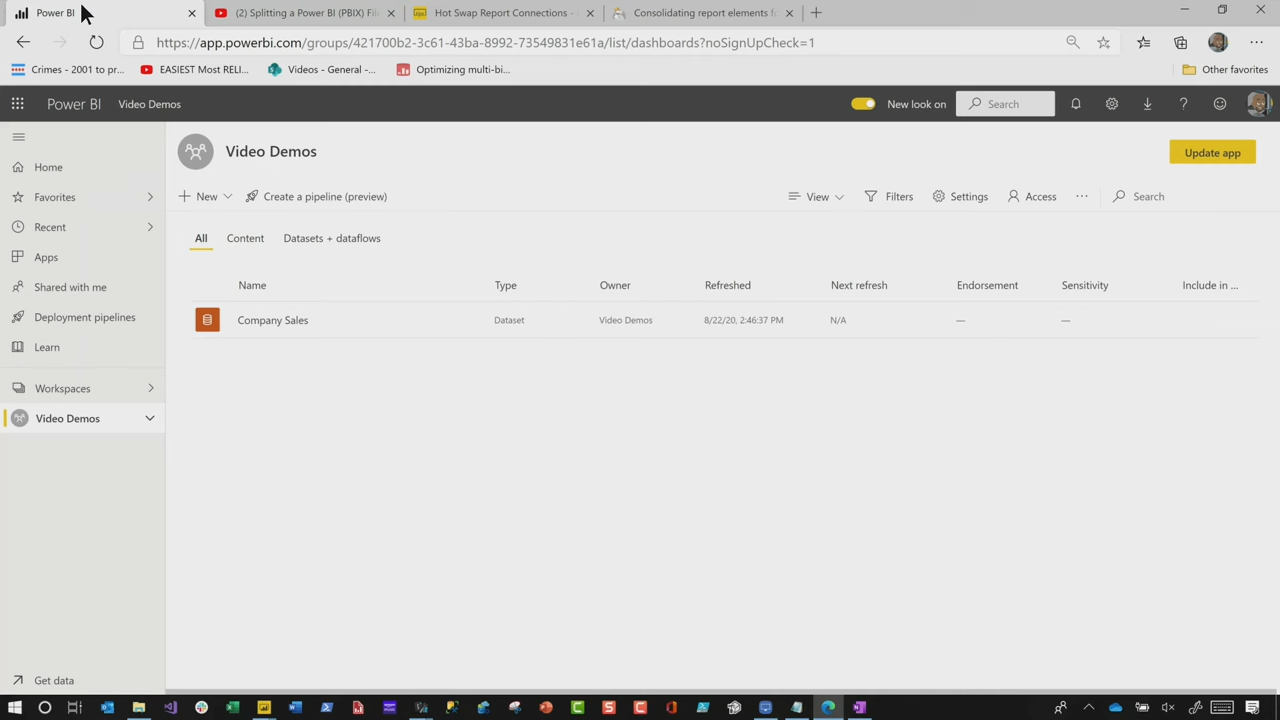 Power BI
(2) Splitting a Power BI (PBIX) Fil
Hot Swap Report Connections -
Consolidating report elements fo
https://app.powerbi.com/groups/421700b2-3c61-43ba-8992-73549831e61a/list/dashboards?noSignUpCheck=1
Crimes - 2001 to pr...
EASIEST Most RELI...
Videos - General -...
Optimizing multi-bi...
Other favorites
Power BI
Video Demos
New look on
Search
Home
Favorites
Recent
Apps
Shared with me
Deployment pipelines
Learn
Workspaces
Video Demos
Get data
Video Demos
Update app
New
Create a pipeline (preview)
View
Filters
Settings
Access
Search
All
Content
Datasets + dataflows
Name
Type
Owner
Refreshed
Next refresh
Endorsement
Sensitivity
Include in ...
Company Sales
Dataset
Video Demos
8/22/20, 2:46:37 PM
N/A
—
—